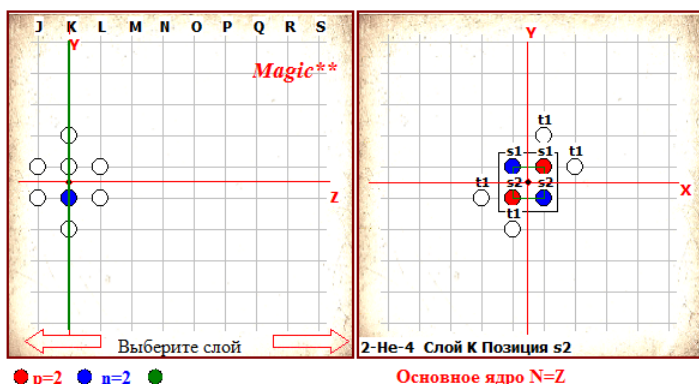 J K L M N O P Q R S
Y
Magic**
Z
Выберите слой
Y
t1
s1 s1 t1
t1 s2 s2
t1
X
2-He-4 Слой K Позиция s2
p=2 n=2
Основное ядро N=Z